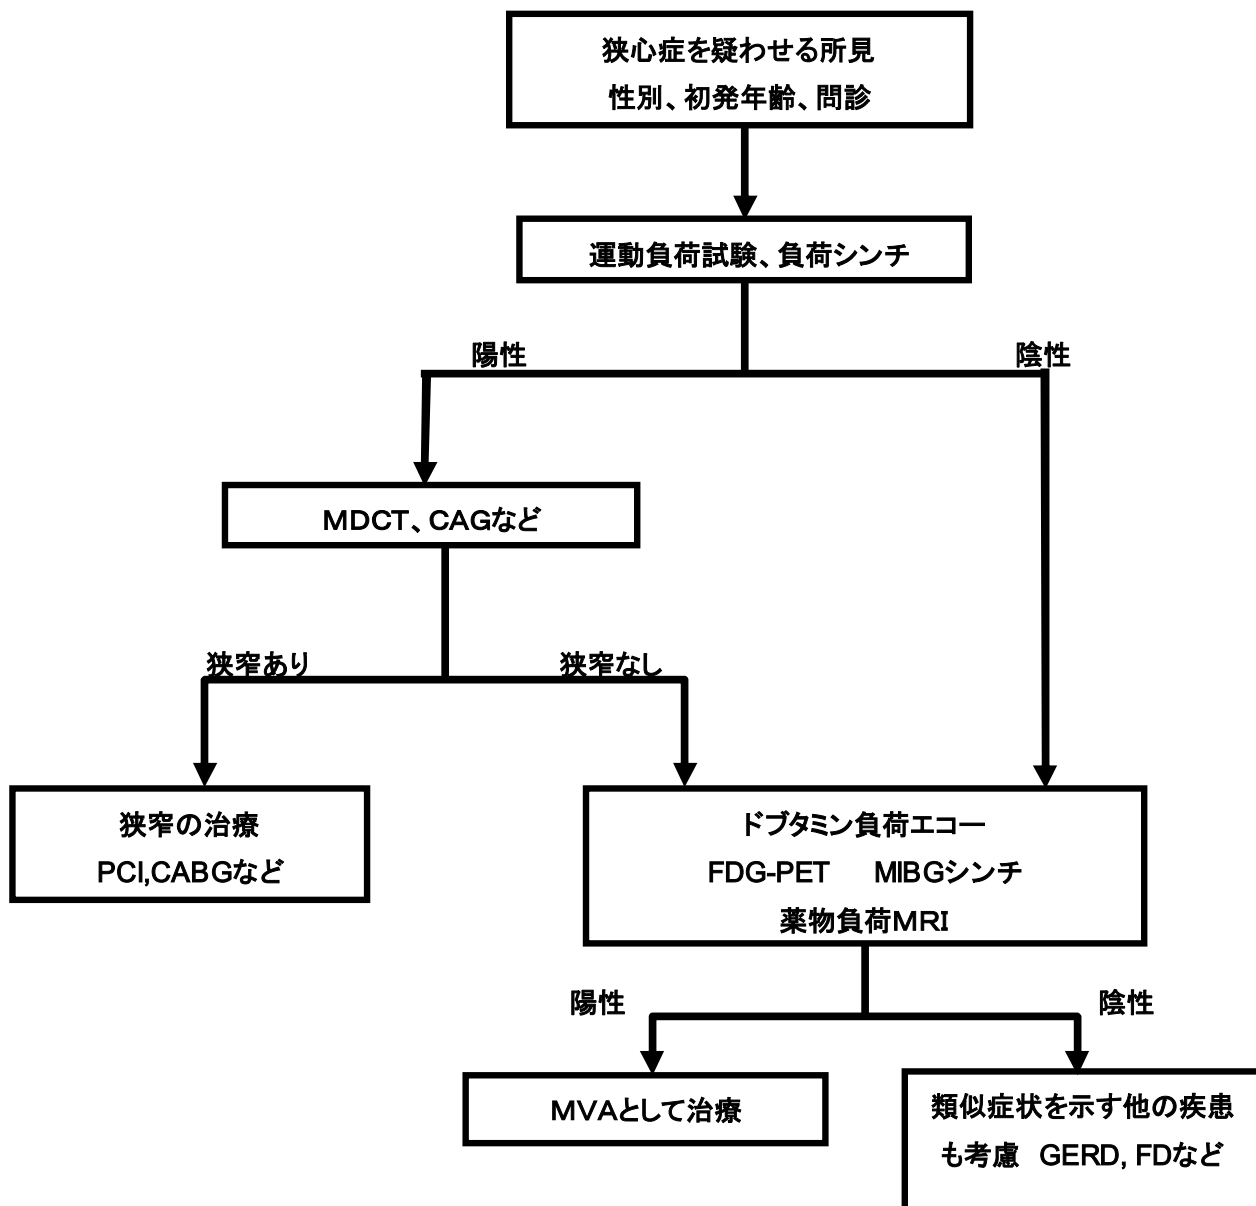 狭心症を疑わせる所見
性別、初発年齢、問診
運動負荷試験、負荷シンチ
陽性
陰性
MDCT、CAGなど
狭窄あり
狭窄なし
狭窄の治療
PCI,CABGなど
ドブタミン負荷エコー
FDG-PET MIBGシンチ
薬物負荷MRI
陽性
陰性
MVAとして治療
類似症状を示す他の疾患
も考慮 GERD, FDなど